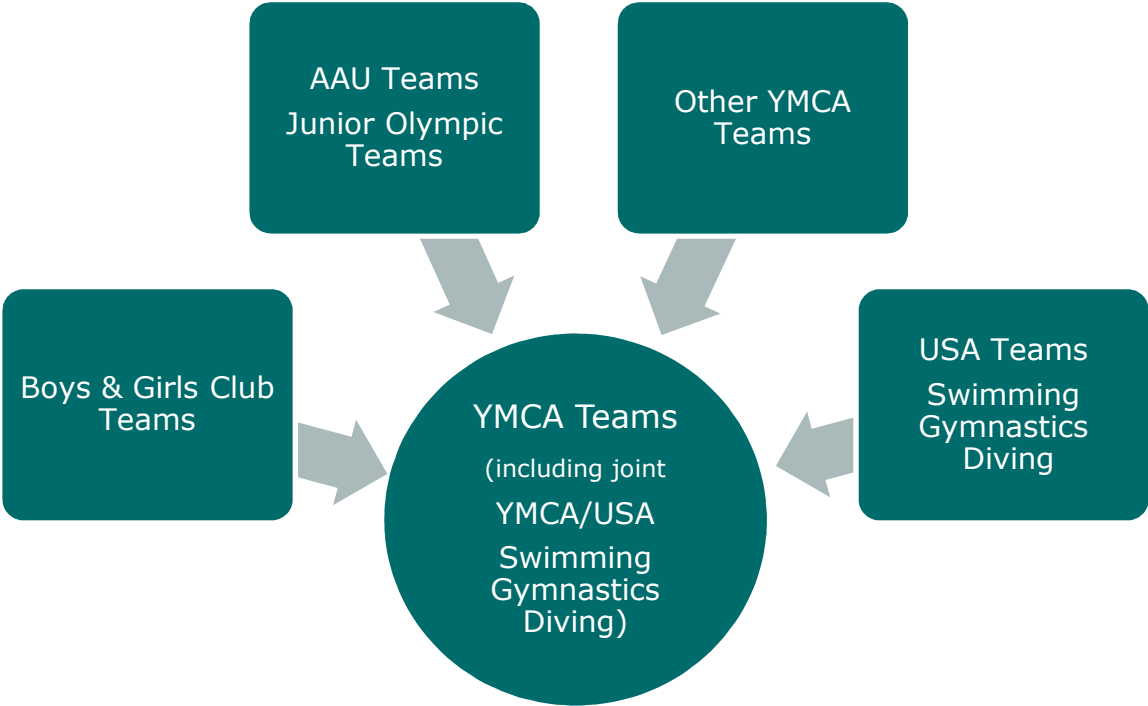 AAU Teams
Junior Olympic
Teams
Other YMCA
Teams
Boys & Girls Club
Teams
USA Teams
Swimming
Gymnastics
Diving
YMCA Teams
(including joint
YMCA/USA
Swimming
Gymnastics
Diving)